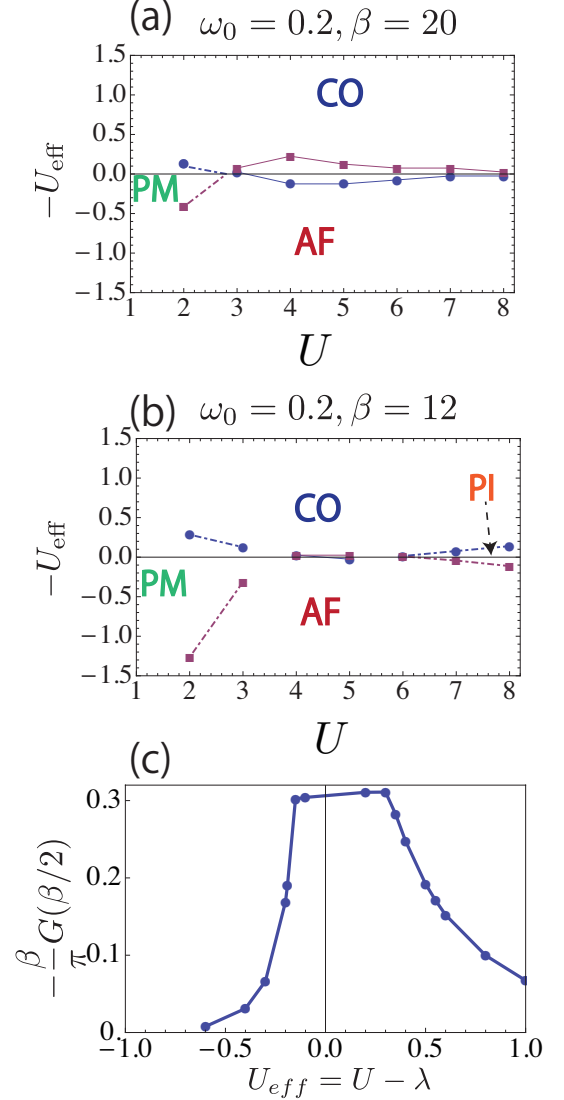 (a) ω₀ = 0.2, β = 20
1.5
1.0
0.5
0.0
−0.5
−1.0
−1.5
−U_eff
CO
PM
AF
1 2 3 4 5 6 7 8
U
(b) ω₀ = 0.2, β = 12
1.5
1.0
0.5
0.0
−0.5
−1.0
−1.5
−U_eff
PI
CO
PM
AF
1 2 3 4 5 6 7 8
U
(c)
0.3
0.2
0.1
0
−β/π G(β/2)
−1.0 −0.5 0.0 0.5 1.0
U_eff = U − λ